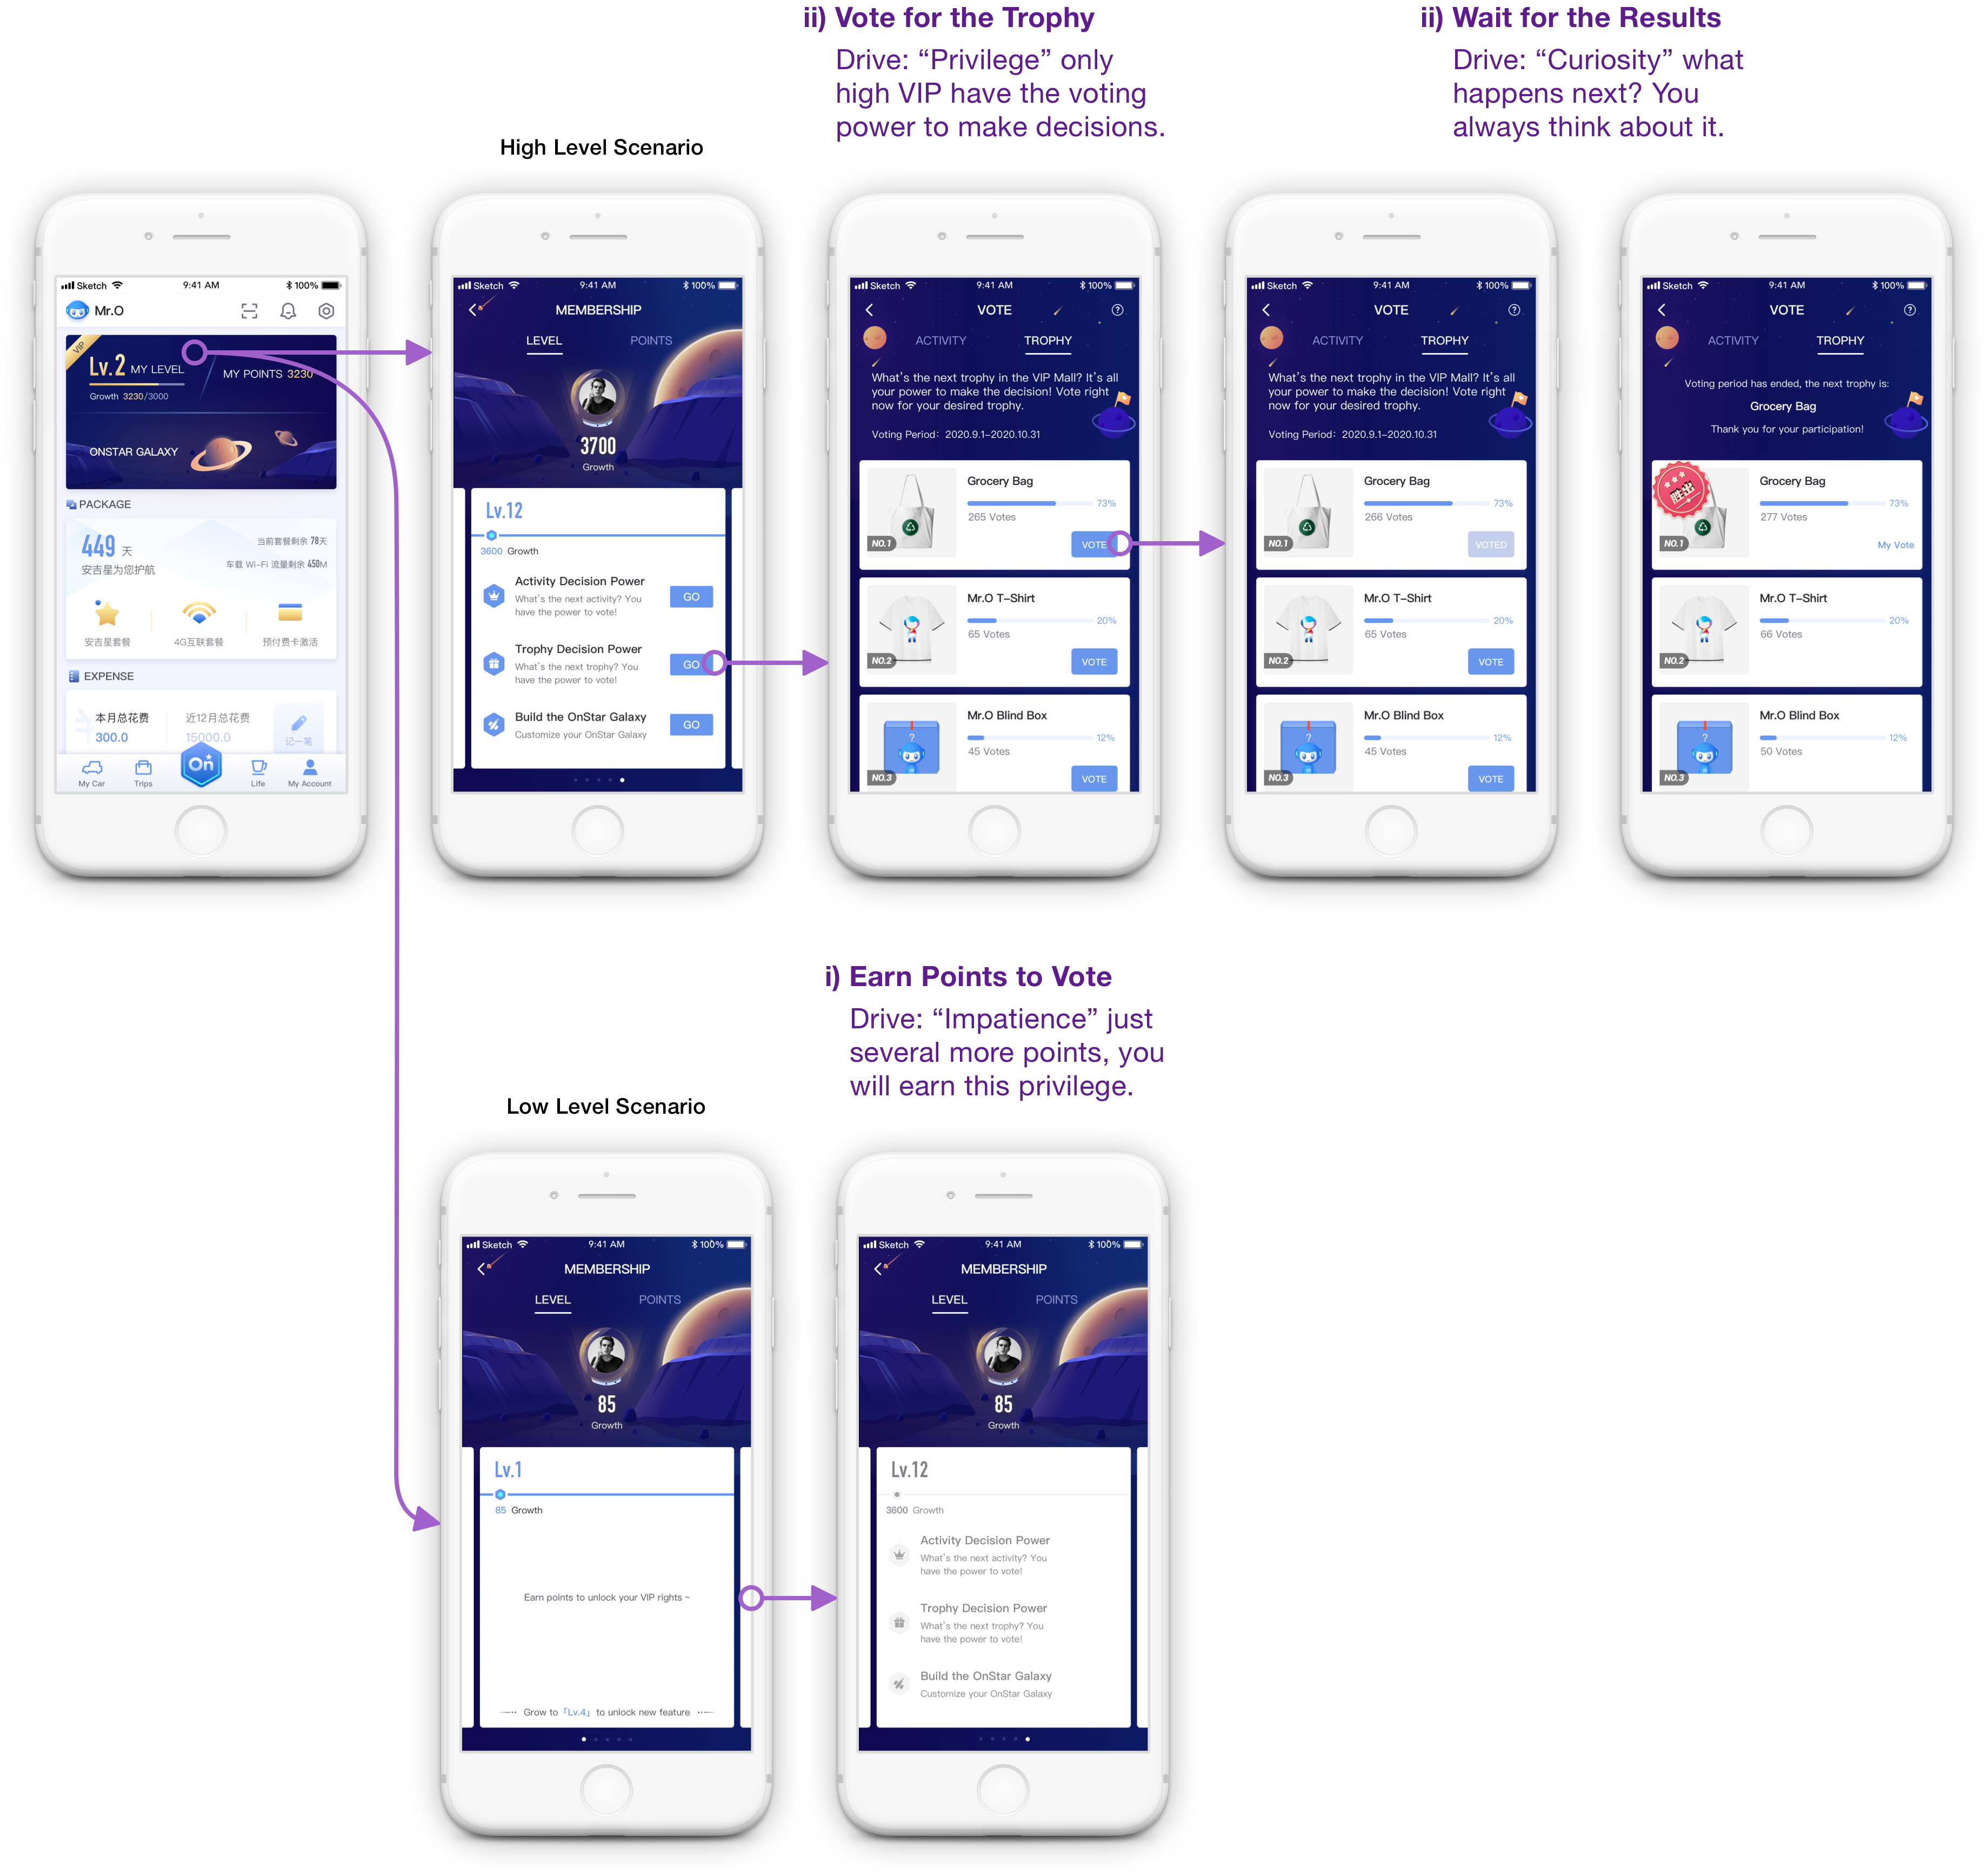 ii) Vote for the Trophy
Drive: “Privilege” only
high VIP have the voting
power to make decisions.
ii) Wait for the Results
Drive: “Curiosity” what
happens next? You
always think about it.
High Level Scenario
Sketch 9:41 AM 100%
Mr.O
VIP
Lv.2 MY LEVEL
MY POINTS 3230
Growth 3230/3000
ONSTAR GALAXY
PACKAGE
449 天
当前套餐剩余 78天
安吉星为您护航
车载 Wi-Fi 流量剩余 450M
安吉星套餐
4G互联套餐
预付费卡激活
EXPENSE
本月总花费
近12月总花费
300.0
15000.0
记一笔
On
My Car
Trips
Life
My Account
Sketch 9:41 AM 100%
MEMBERSHIP
LEVEL
POINTS
3700
Growth
Lv.12
3600 Growth
Activity Decision Power
What's the next activity? You
have the power to vote!
GO
Trophy Decision Power
What's the next trophy? You
have the power to vote!
GO
Build the OnStar Galaxy
Customize your OnStar Galaxy
GO
Sketch 9:41 AM 100%
VOTE
?
ACTIVITY
TROPHY
What's the next trophy in the VIP Mall? It's all
your power to make the decision! Vote right
now for your desired trophy.
Voting Period: 2020.9.1-2020.10.31
Grocery Bag
73%
265 Votes
NO.1
VOTE
Mr.O T-Shirt
20%
65 Votes
NO.2
VOTE
Mr.O Blind Box
12%
45 Votes
?
NO.3
VOTE
Sketch 9:41 AM 100%
VOTE
?
ACTIVITY
TROPHY
What's the next trophy in the VIP Mall? It's all
your power to make the decision! Vote right
now for your desired trophy.
Voting Period: 2020.9.1-2020.10.31
Grocery Bag
73%
266 Votes
NO.1
VOTED
Mr.O T-Shirt
20%
65 Votes
NO.2
VOTE
Mr.O Blind Box
12%
45 Votes
?
NO.3
VOTE
Sketch 9:41 AM 100%
VOTE
?
ACTIVITY
TROPHY
Voting period has ended, the next trophy is:
Grocery Bag
Thank you for your participation!
胜出
Grocery Bag
73%
277 Votes
NO.1
My Vote
Mr.O T-Shirt
20%
66 Votes
NO.2
Mr.O Blind Box
12%
50 Votes
?
NO.3
i) Earn Points to Vote
Drive: “Impatience” just
several more points, you
will earn this privilege.
Low Level Scenario
Sketch 9:41 AM 100%
MEMBERSHIP
LEVEL
POINTS
85
Growth
Lv.1
85 Growth
Earn points to unlock your VIP rights ~
Grow to「Lv.4」to unlock new feature
Sketch 9:41 AM 100%
MEMBERSHIP
LEVEL
POINTS
85
Growth
Lv.12
3600 Growth
Activity Decision Power
What's the next activity? You
have the power to vote!
Trophy Decision Power
What's the next trophy? You
have the power to vote!
Build the OnStar Galaxy
Customize your OnStar Galaxy